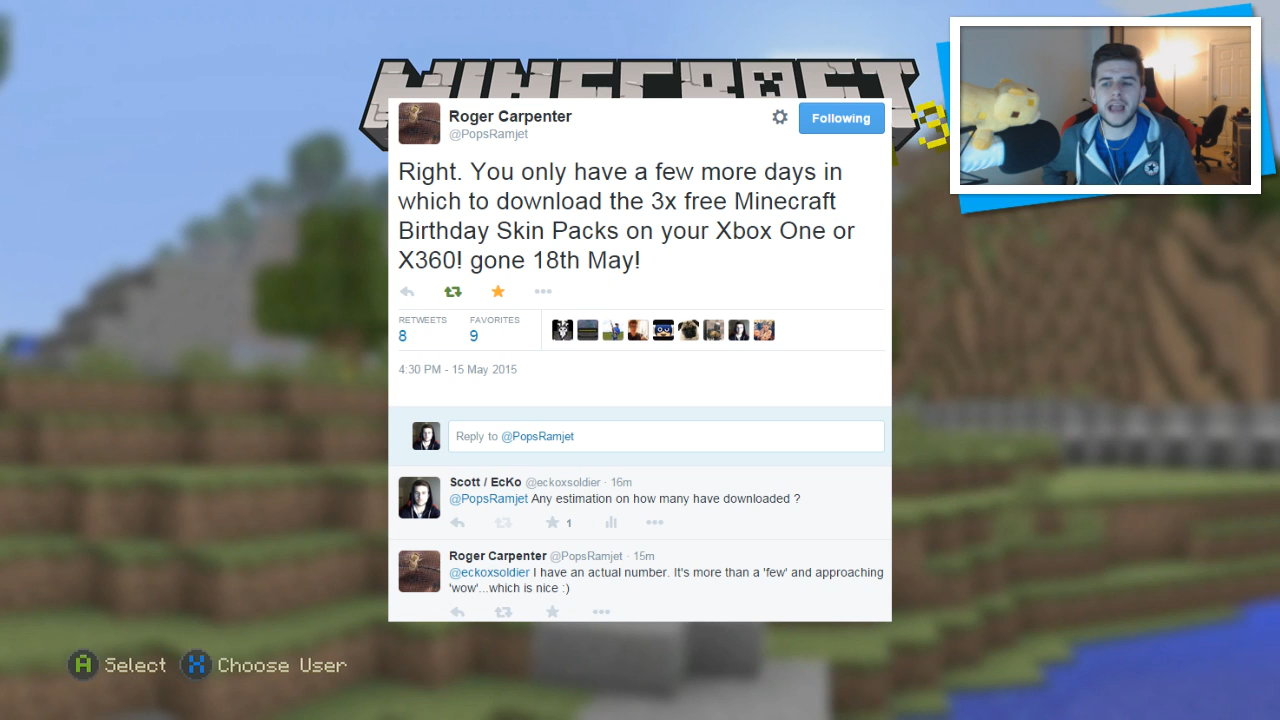 MINECRAFT
3
Roger Carpenter
@PopsRamjet
Following
Right. You only have a few more days in
which to download the 3x free Minecraft
Birthday Skin Packs on your Xbox One or
X360! gone 18th May!
RETWEETS FAVORITES
8 9
4:30 PM - 15 May 2015
Reply to @PopsRamjet
Scott / EcKo @eckoxsoldier · 16m
@PopsRamjet Any estimation on how many have downloaded ?
1
Roger Carpenter @PopsRamjet · 15m
@eckoxsoldier I have an actual number. It's more than a 'few' and approaching
'wow'...which is nice :)
A Select X Choose User